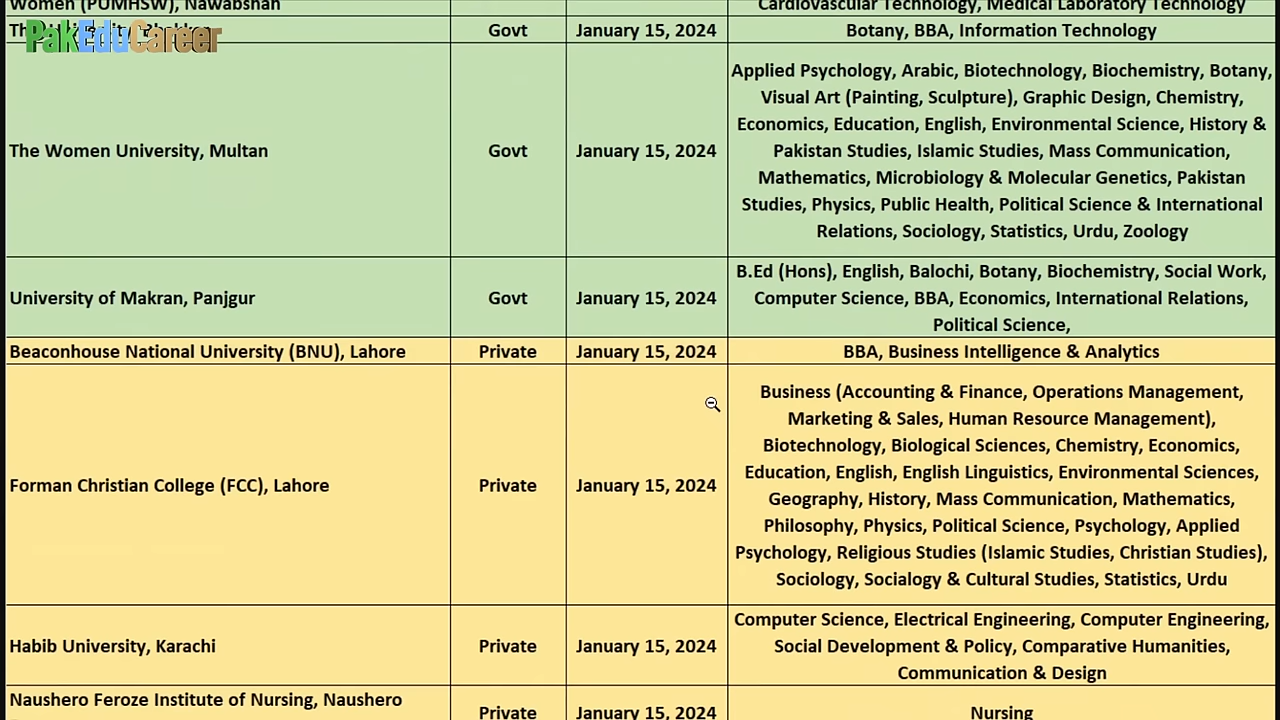 Women (PUMHSW), Nawabshah
Cardiovascular Technology, Medical Laboratory Technology
PakEduCareer
Govt
January 15, 2024
Botany, BBA, Information Technology
The Women University, Multan
Govt
January 15, 2024
Applied Psychology, Arabic, Biotechnology, Biochemistry, Botany,
Visual Art (Painting, Sculpture), Graphic Design, Chemistry,
Economics, Education, English, Environmental Science, History &
Pakistan Studies, Islamic Studies, Mass Communication,
Mathematics, Microbiology & Molecular Genetics, Pakistan
Studies, Physics, Public Health, Political Science & International
Relations, Sociology, Statistics, Urdu, Zoology
University of Makran, Panjgur
Govt
January 15, 2024
B.Ed (Hons), English, Balochi, Botany, Biochemistry, Social Work,
Computer Science, BBA, Economics, International Relations,
Political Science,
Beaconhouse National University (BNU), Lahore
Private
January 15, 2024
BBA, Business Intelligence & Analytics
Forman Christian College (FCC), Lahore
Private
January 15, 2024
Business (Accounting & Finance, Operations Management,
Marketing & Sales, Human Resource Management),
Biotechnology, Biological Sciences, Chemistry, Economics,
Education, English, English Linguistics, Environmental Sciences,
Geography, History, Mass Communication, Mathematics,
Philosophy, Physics, Political Science, Psychology, Applied
Psychology, Religious Studies (Islamic Studies, Christian Studies),
Sociology, Socialogy & Cultural Studies, Statistics, Urdu
Habib University, Karachi
Private
January 15, 2024
Computer Science, Electrical Engineering, Computer Engineering,
Social Development & Policy, Comparative Humanities,
Communication & Design
Naushero Feroze Institute of Nursing, Naushero
Private
January 15, 2024
Nursing